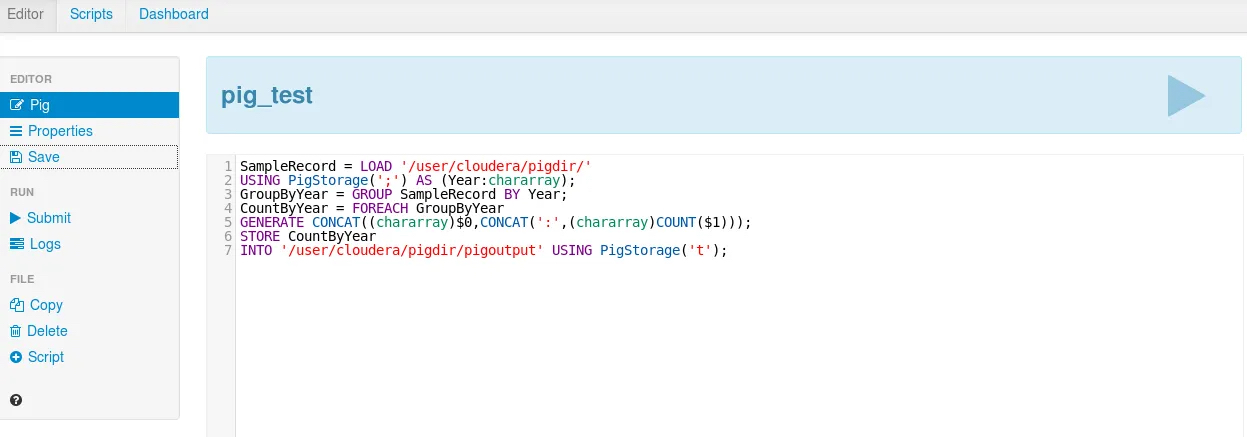 Editor Scripts Dashboard
EDITOR
Pig
Properties
Save
RUN
Submit
Logs
FILE
Copy
Delete
Script
pig_test
1 SampleRecord = LOAD '/user/cloudera/pigdir/'
2 USING PigStorage(';') AS (Year:chararray);
3 GroupByYear = GROUP SampleRecord BY Year;
4 CountByYear = FOREACH GroupByYear
5 GENERATE CONCAT((chararray)$0,CONCAT(':',(chararray)COUNT($1)));
6 STORE CountByYear
7 INTO '/user/cloudera/pigdir/pigoutput' USING PigStorage('t');